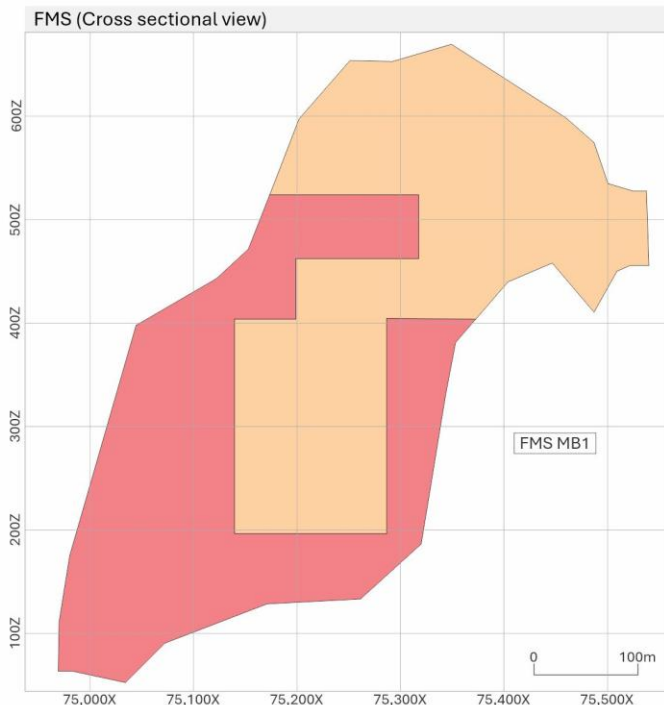 FMS (Cross sectional view)
600Z
500Z
400Z
300Z
200Z
100Z
FMS MB1
0 100m
75,000X 75,100X 75,200X 75,300X 75,400X 75,500X